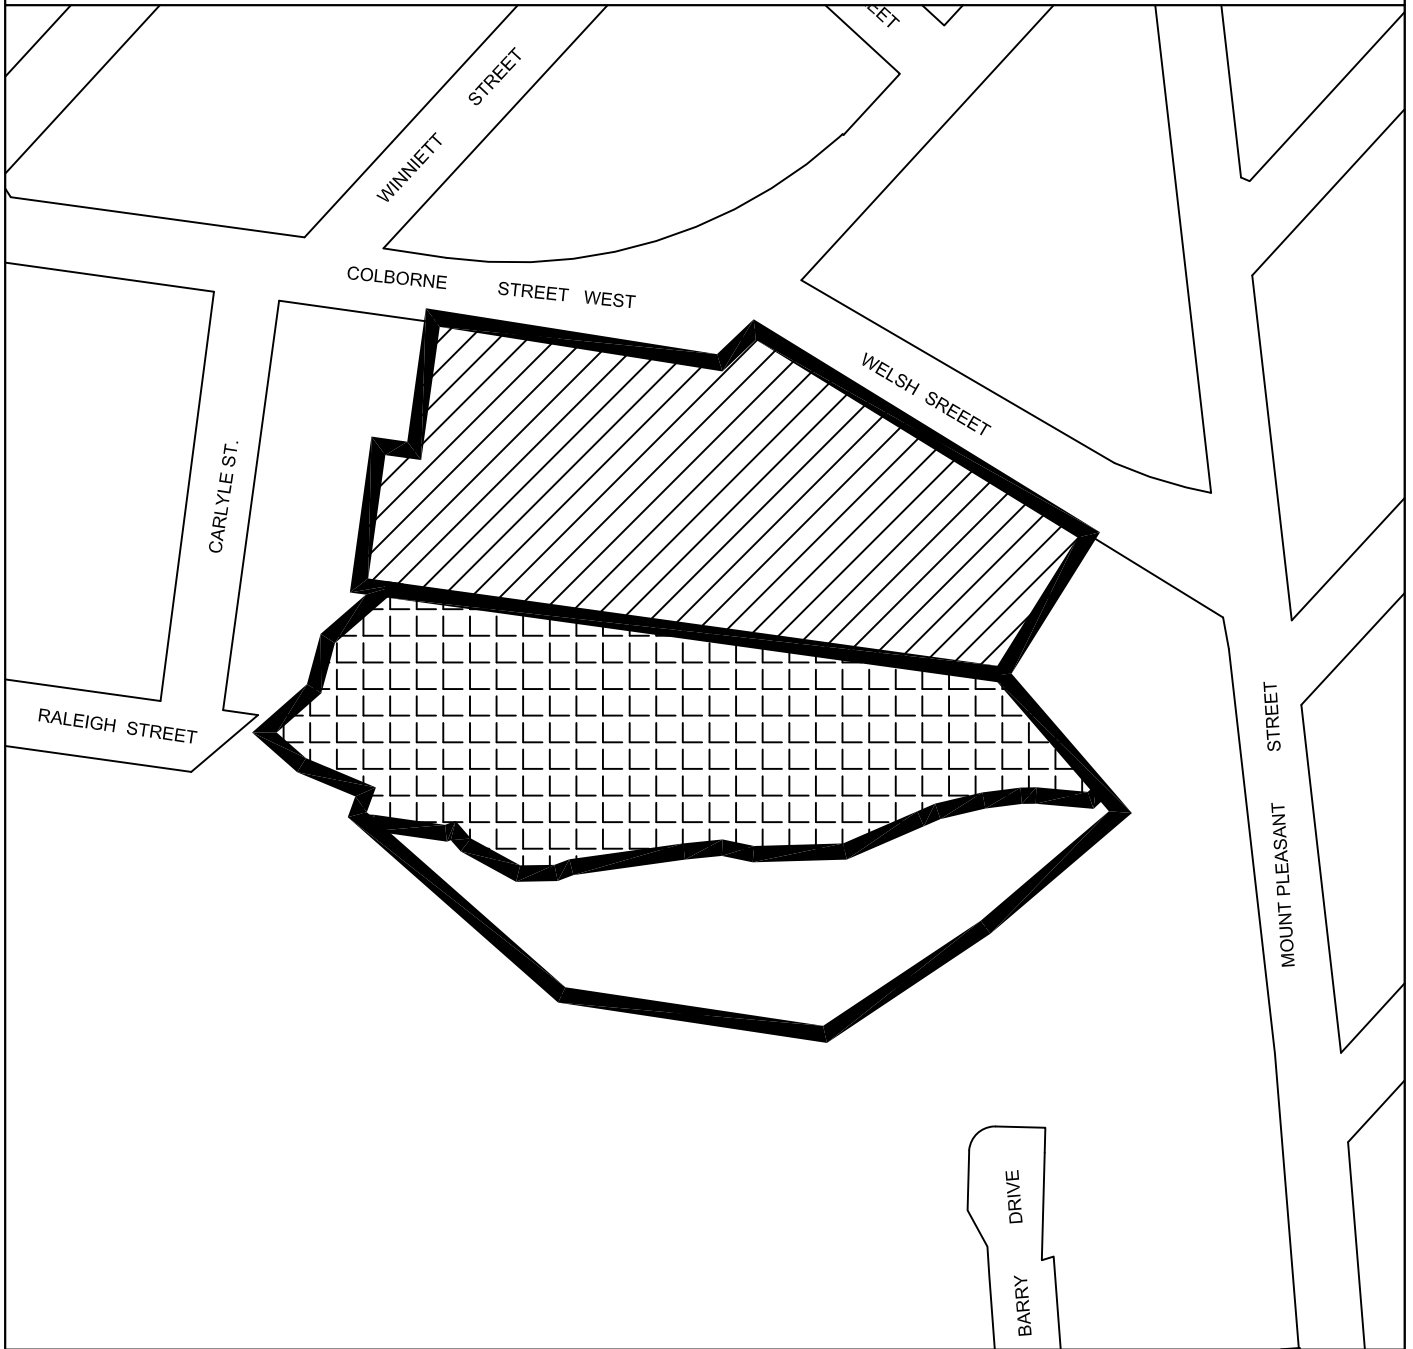 WINNIETT STREET
COLBORNE STREET WEST
WELSH SREEET
CARLYLE ST.
RALEIGH STREET
MOUNT PLEASANT STREET
BARRY DRIVE